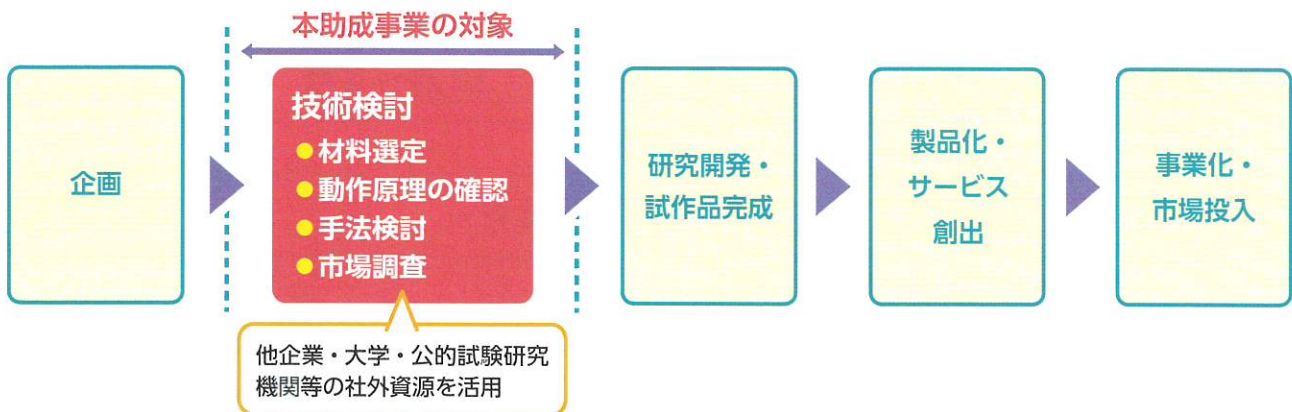 本助成事業の対象
企画
技術検討
●材料選定
●動作原理の確認
●手法検討
●市場調査
他企業・大学・公的試験研究
機関等の社外資源を活用
研究開発・
試作品完成
製品化・
サービス
創出
事業化・
市場投入